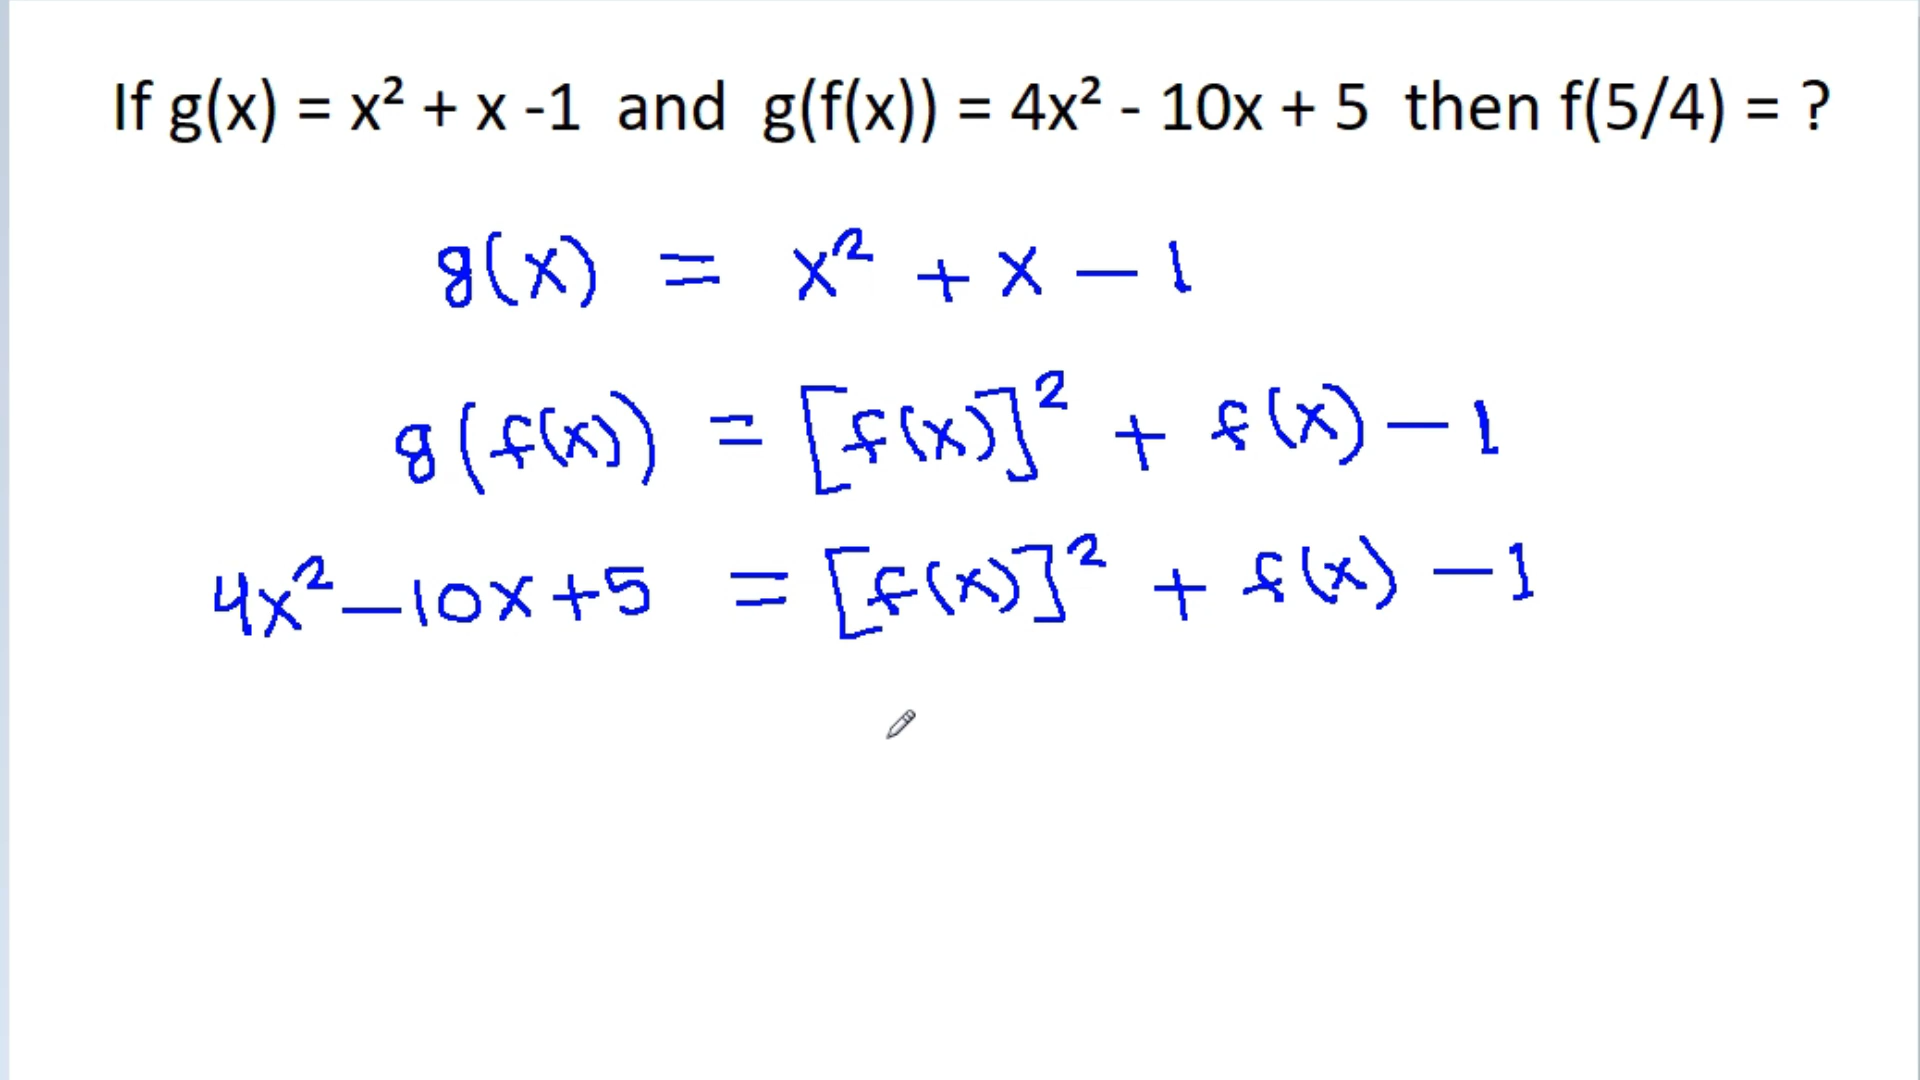 If g(x) = x² + x -1 and g(f(x)) = 4x² - 10x + 5 then f(5/4) = ?
g(x) = x² + x - 1
g(f(x)) = [f(x)]² + f(x) - 1
4x² - 10x + 5 = [f(x)]² + f(x) - 1